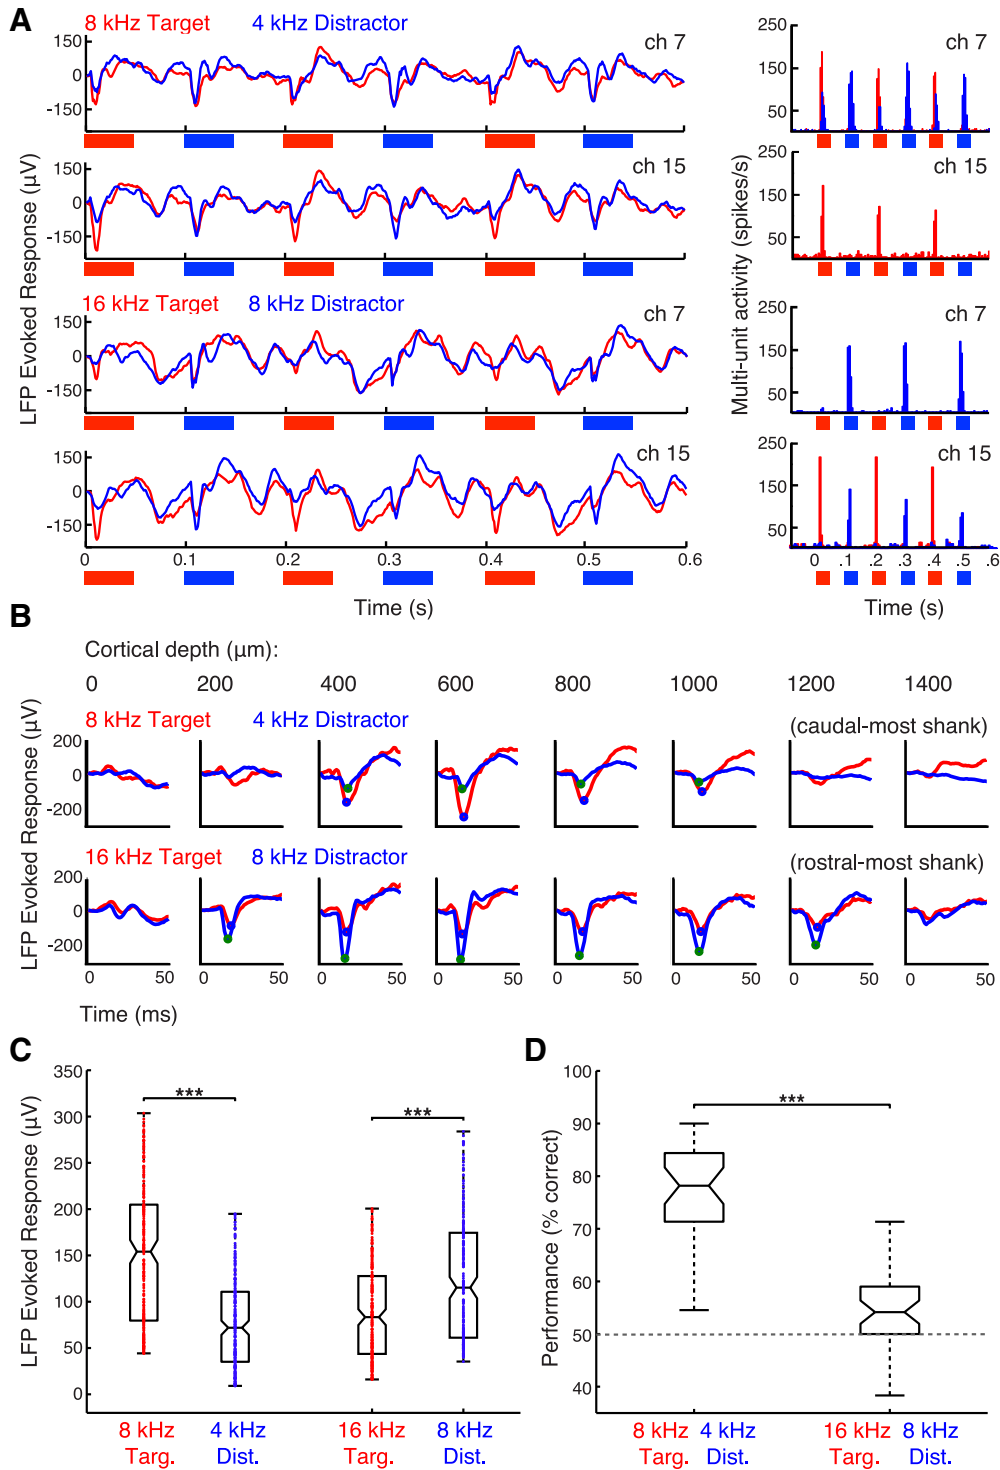 A
8 kHz Target 4 kHz Distractor
150
0
-150
ch 7
250
150
50
ch 7
ch 15
150
0
-150
250
150
50
ch 15
LFP Evoked Response (µV)
Multi-unit activity (spikes/s)
16 kHz Target 8 kHz Distractor
150
0
-150
ch 7
250
150
50
ch 7
150
0
-150
ch 15
250
150
50
ch 15
0 0.1 0.2 0.3 0.4 0.5 0.6
0 .1 .2 .3 .4 .5 .6
Time (s)
Time (s)
B
Cortical depth (µm):
0 200 400 600 800 1000 1200 1400
8 kHz Target 4 kHz Distractor (caudal-most shank)
LFP Evoked Response (µV)
200
0
-200
16 kHz Target 8 kHz Distractor (rostral-most shank)
200
0
-200
0 50 0 50 0 50 0 50 0 50 0 50 0 50 0 50
Time (ms)
C
LFP Evoked Response (µV)
350
300
250
200
150
100
50
0
***
***
8 kHz Targ.
4 kHz Dist.
16 kHz Targ.
8 kHz Dist.
D
Performance (% correct)
100
90
80
70
60
50
40
***
8 kHz Targ.
4 kHz Dist.
16 kHz Targ.
8 kHz Dist.